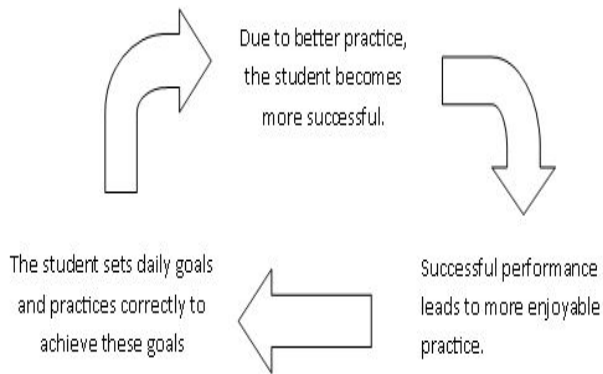 Due to better practice,
the student becomes
more successful.
Successful performance
leads to more enjoyable
practice.
The student sets daily goals
and practices correctly to
achieve these goals